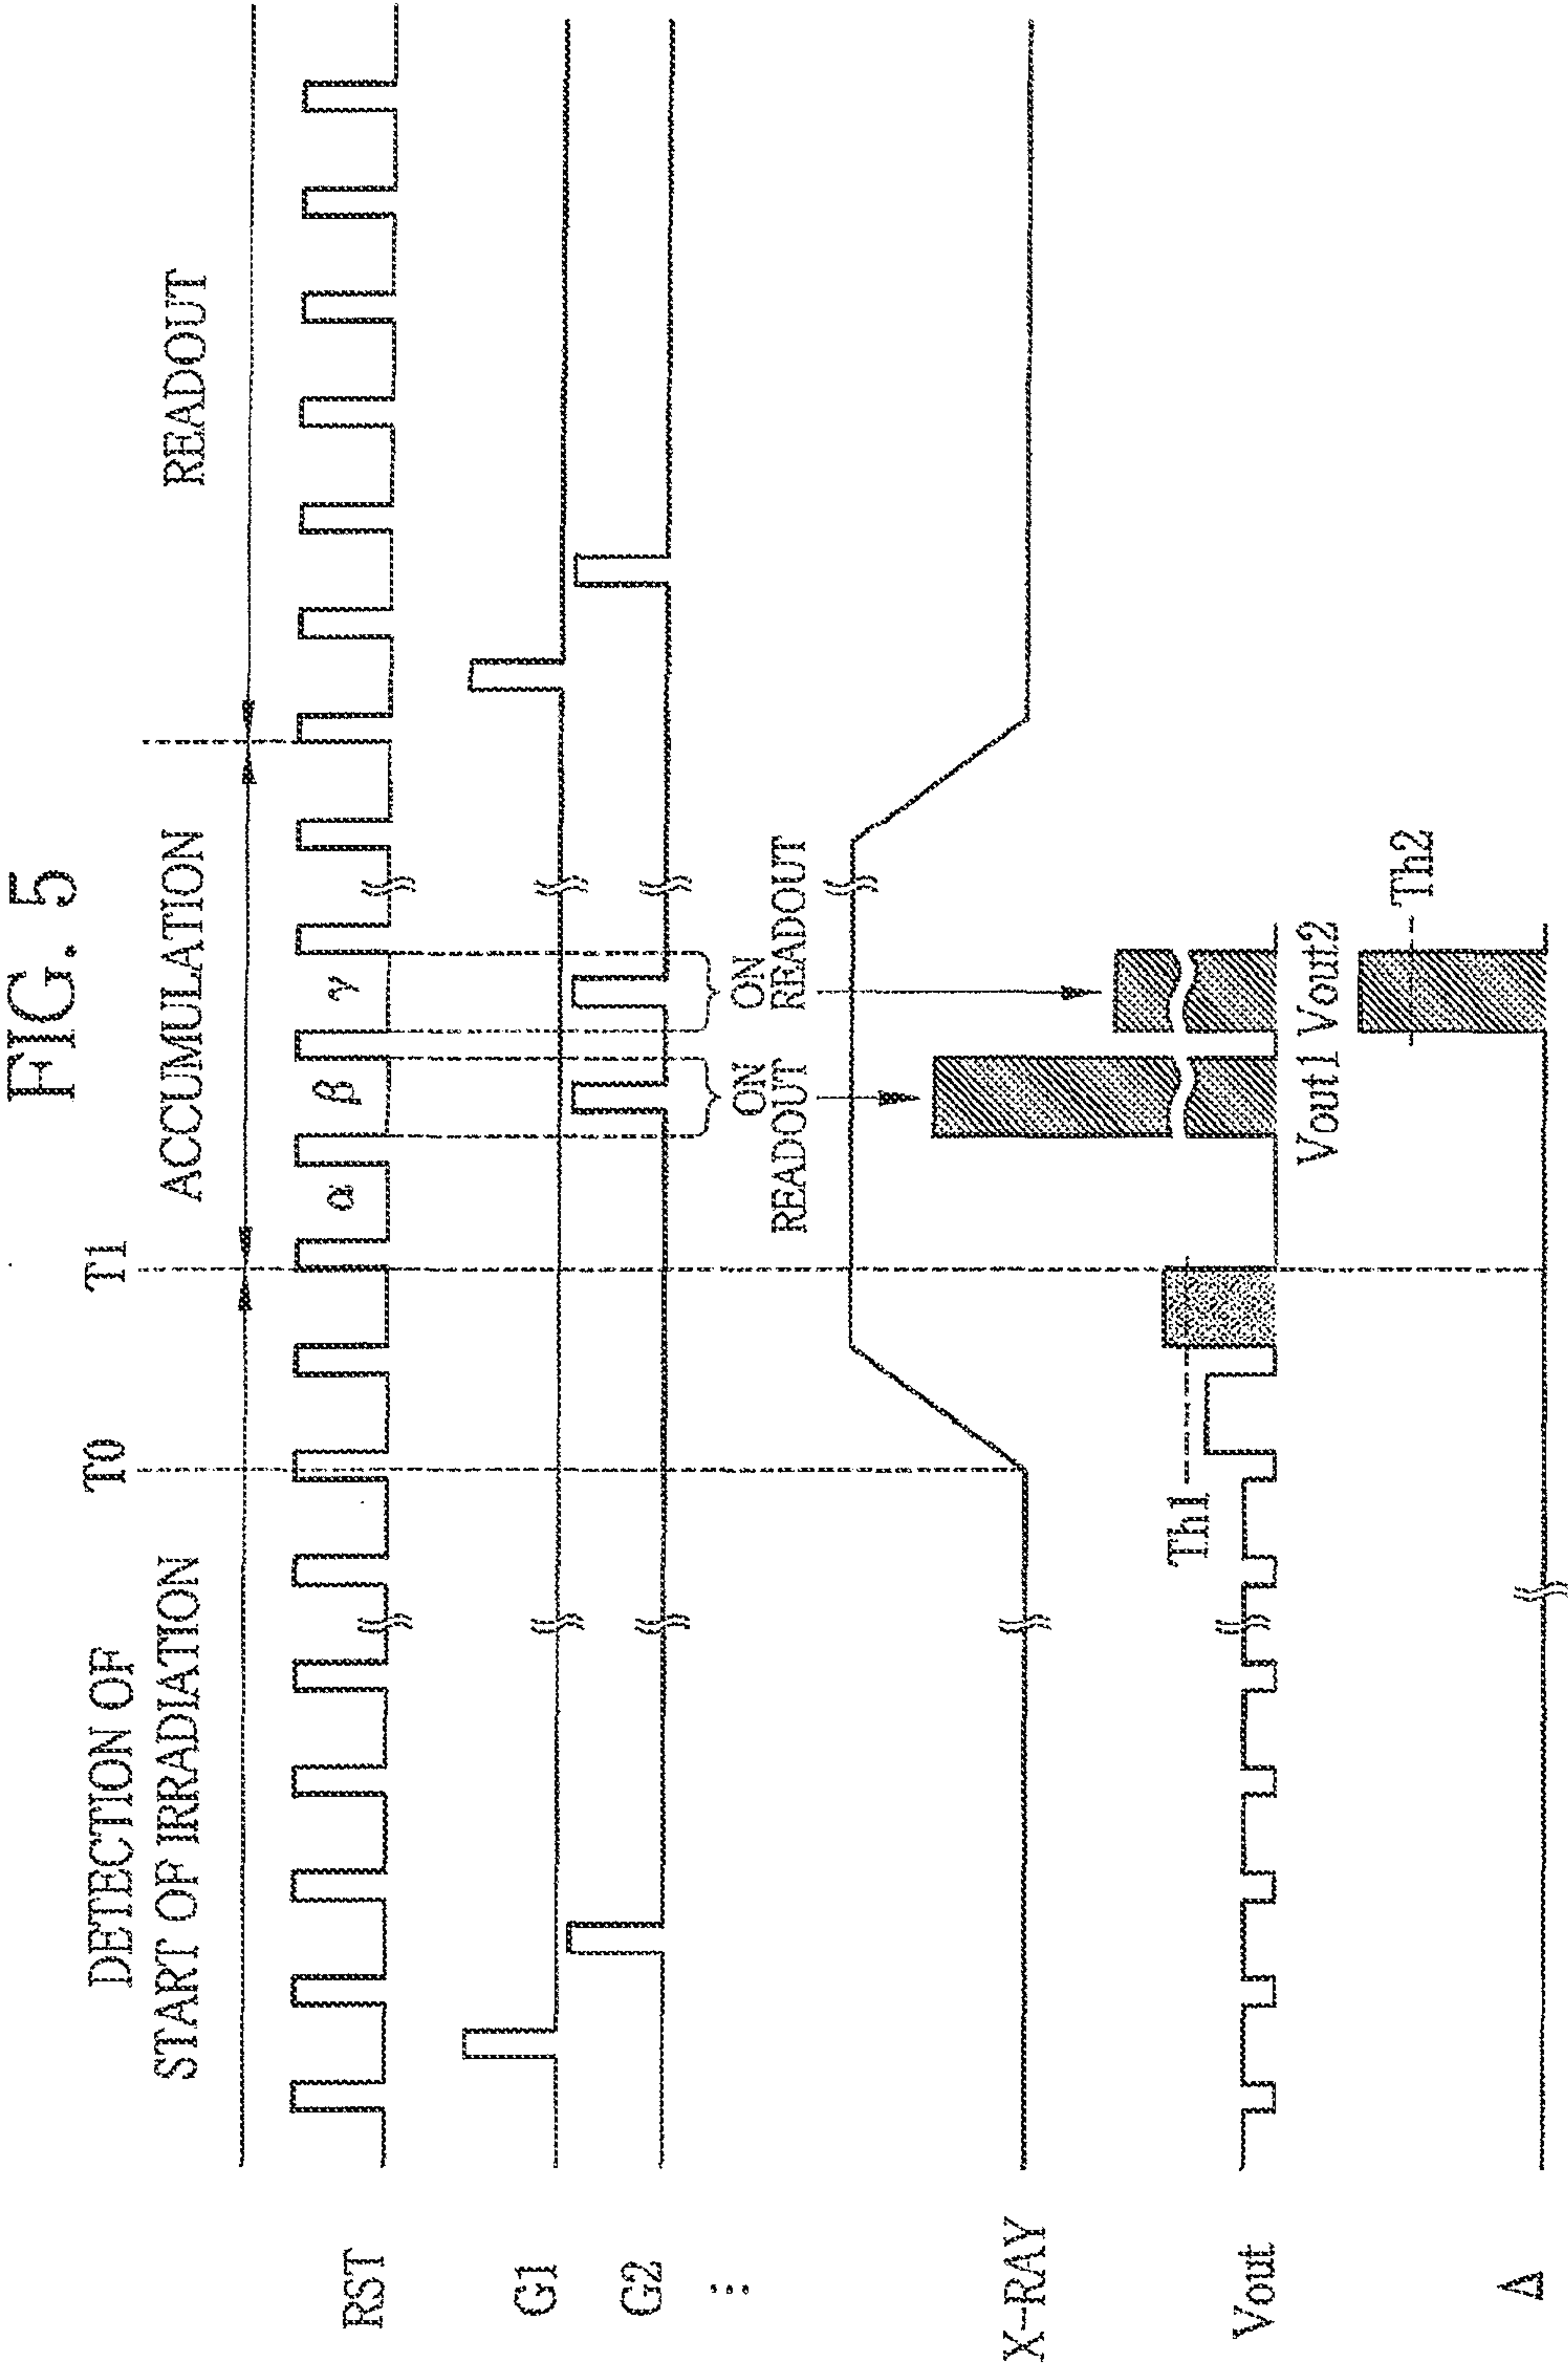 FIG. 5
DETECTION OF
START OF IRRADIATION
T0
T1
ACCUMULATION
READOUT
RST
α
β
γ
G1
G2
...
ON
READOUT
ON
READOUT
X-RAY
Vout
Th1
Vout1 Vout2
Δ
Th2